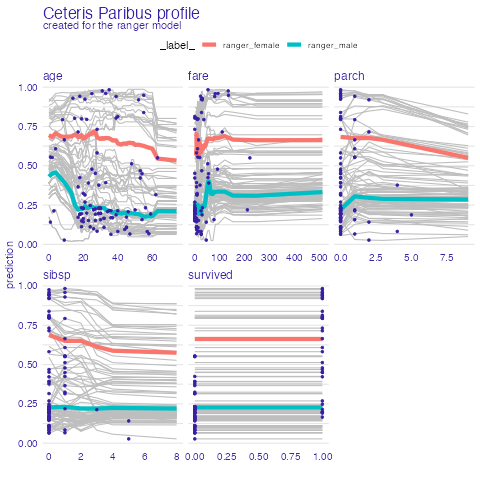 Ceteris Paribus profile
created for the ranger model
_label_ ranger_female ranger_male
age fare parch
1.00
0.75
0.50
0.25
0.00
0 20 40 60 0 100 200 300 400 500 0.0 2.5 5.0 7.5
prediction
sibsp survived
1.00
0.75
0.50
0.25
0.00
0 2 4 6 8 0.00 0.25 0.50 0.75 1.00